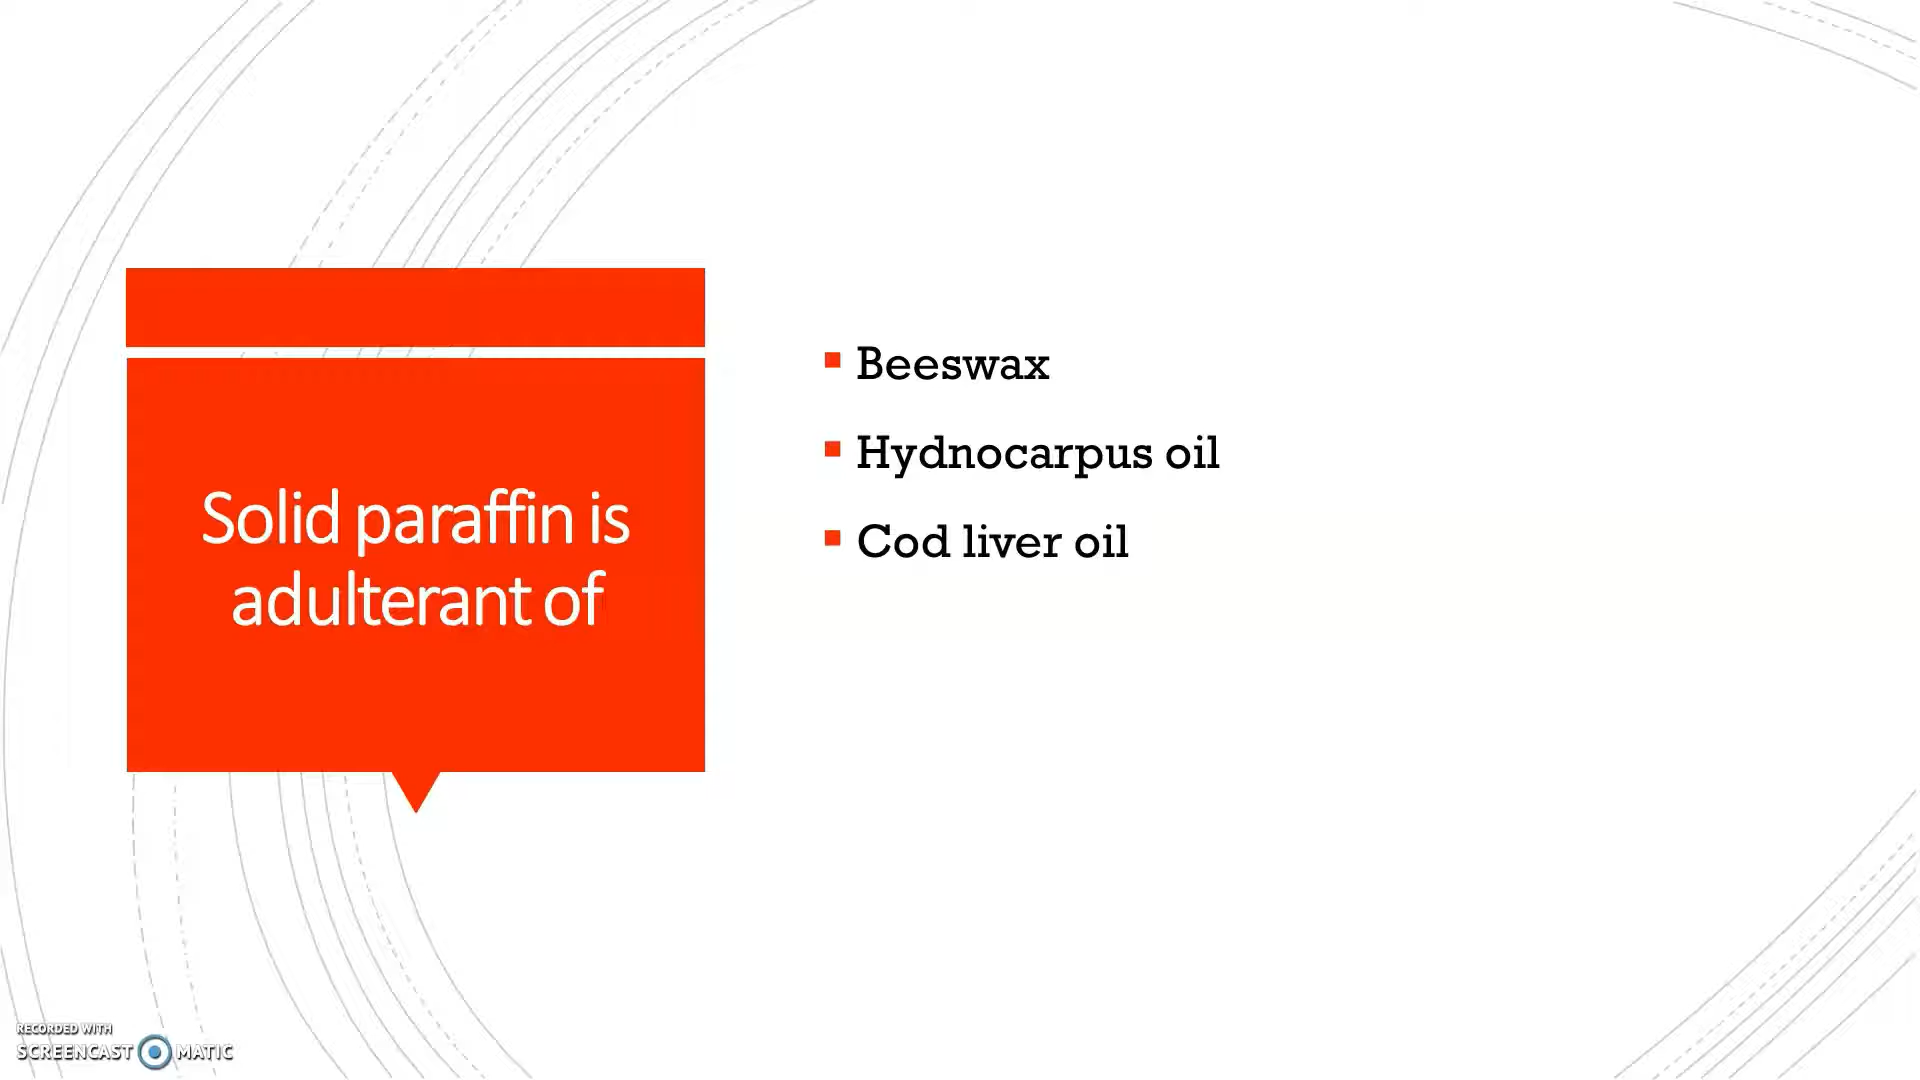 Solid paraffin is
adulterant of
Beeswax
Hydnocarpus oil
Cod liver oil
RECORDED WITH
SCREENCAST MATIC